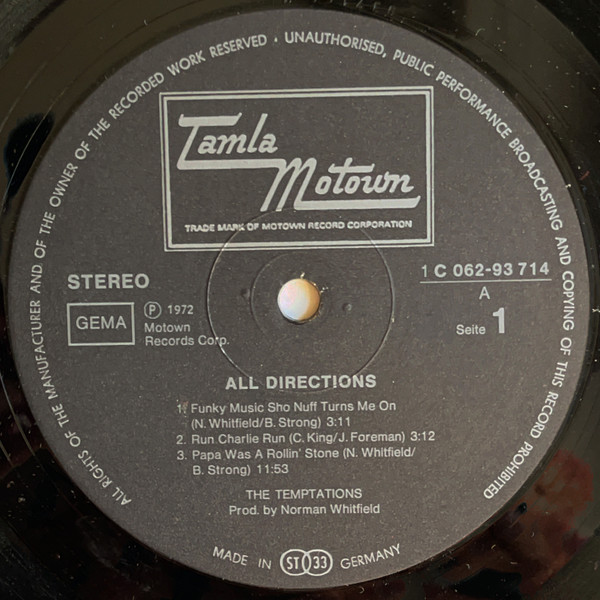 ALL RIGHTS OF THE MANUFACTURER AND OF THE OWNER OF THE RECORDED WORK RESERVED · UNAUTHORISED, PUBLIC PERFORMANCE BROADCASTING AND COPYING OF THIS RECORD PROHIBITED
Tamla
Motown
TRADE MARK OF MOTOWN RECORD CORPORATION
STEREO
1 C 062-93 714
A
GEMA
Ⓟ 1972
Motown
Records Corp.
Seite 1
ALL DIRECTIONS
1. Funky Music Sho Nuff Turns Me On
(N. Whitfield/B. Strong) 3:11
2. Run Charlie Run (C. King/J. Foreman) 3:12
3. Papa Was A Rollin' Stone (N. Whitfield/
B. Strong) 11:53
THE TEMPTATIONS
Prod. by Norman Whitfield
MADE IN ST 33 GERMANY